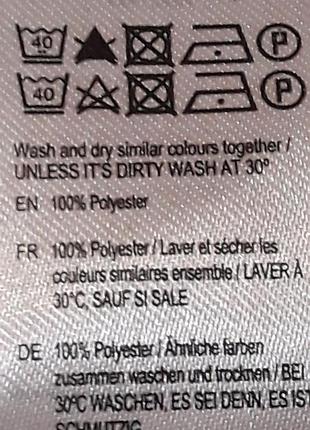 40 P
40 P
Wash and dry similar colours together /
UNLESS IT'S DIRTY WASH AT 30°
EN 100% Polyester
FR 100% Polyester / Laver et sécher les
couleurs similaires ensemble / LAVER À
30°C, SAUF SI SALE
DE 100% Polyester / Ähnliche farben
zusammen waschen und trocknen / BEI
30°C WASCHEN, ES SEI DENN, ES IST
SCHMUTZIG